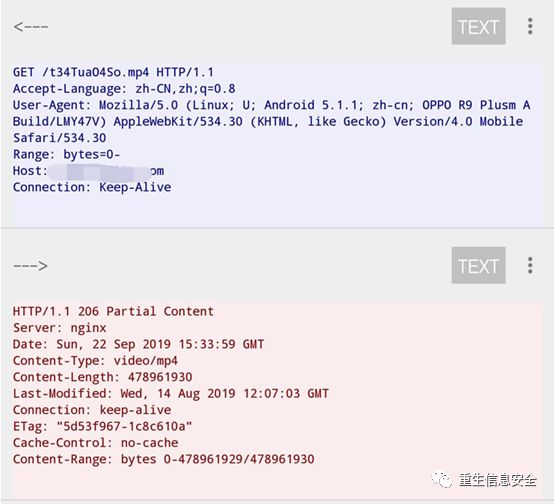 <---
TEXT
GET /t34TuaO4So.mp4 HTTP/1.1
Accept-Language: zh-CN,zh;q=0.8
User-Agent: Mozilla/5.0 (Linux; U; Android 5.1.1; zh-cn; OPPO R9 Plusm A
Build/LMY47V) AppleWebKit/534.30 (KHTML, like Gecko) Version/4.0 Mobile
Safari/534.30
Range: bytes=0-
Host: om
Connection: Keep-Alive
--->
TEXT
HTTP/1.1 206 Partial Content
Server: nginx
Date: Sun, 22 Sep 2019 15:33:59 GMT
Content-Type: video/mp4
Content-Length: 478961930
Last-Modified: Wed, 14 Aug 2019 12:07:03 GMT
Connection: keep-alive
ETag: "5d53f967-1c8c610a"
Cache-Control: no-cache
Content-Range: bytes 0-478961929/478961930
重生信息安全